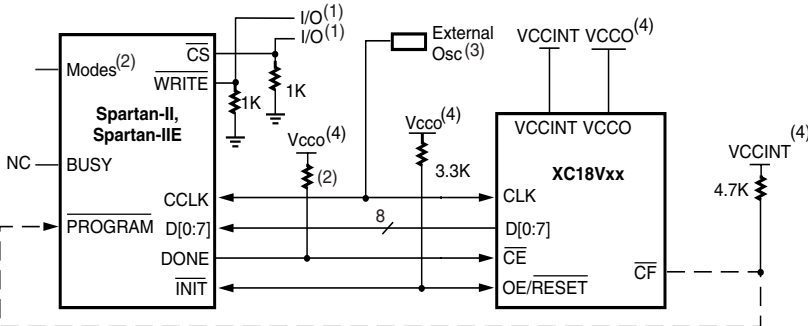 I/O(1)
I/O(1)
External
Osc(3)
VCCINT VCCO(4)
CS
Modes(2)
WRITE
1K
1K
Spartan-II,
Spartan-IIE
Vcco(4)
Vcco(4)
VCCINT VCCO
VCCINT(4)
NC
BUSY
(2)
3.3K
XC18Vxx
4.7K
CCLK
CLK
PROGRAM
D[0:7]
8
D[0:7]
DONE
CE
CF
INIT
OE/RESET